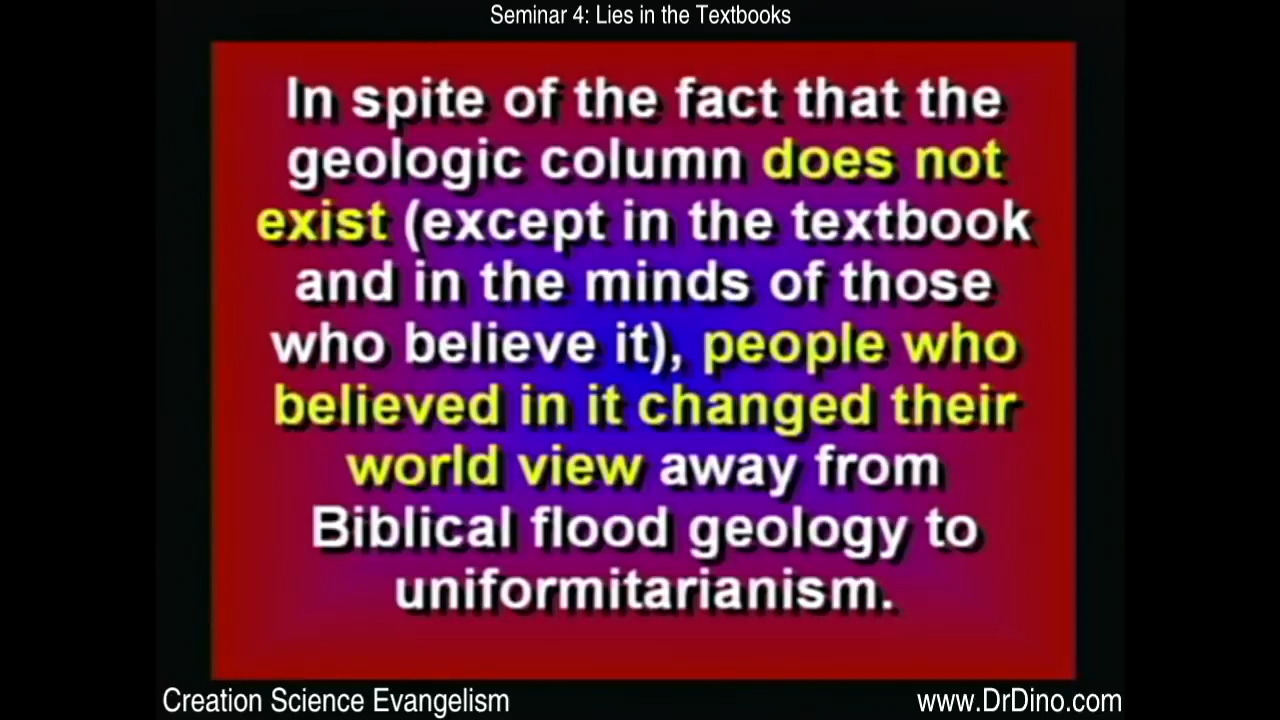 Seminar 4: Lies in the Textbooks
In spite of the fact that the
geologic column does not
exist (except in the textbook
and in the minds of those
who believe it), people who
believed in it changed their
world view away from
Biblical flood geology to
uniformitarianism.
Creation Science Evangelism
www.DrDino.com